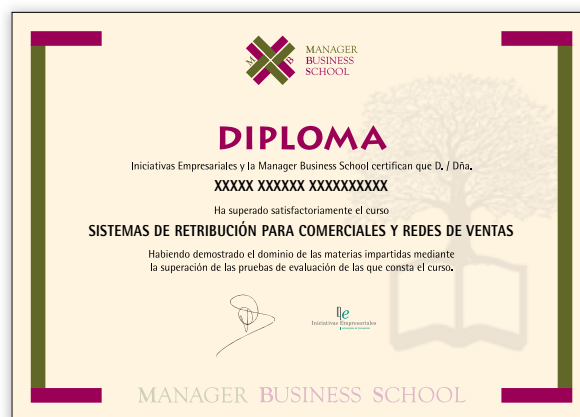 MANAGER
BUSINESS
SCHOOL
M B
DIPLOMA
Iniciativas Empresariales y la Manager Business School certifican que D. / Dña.
XXXXX XXXXXX XXXXXXXXXX
Ha superado satisfactoriamente el curso
SISTEMAS DE RETRIBUCIÓN PARA COMERCIALES Y REDES DE VENTAS
Habiendo demostrado el dominio de las materias impartidas mediante
la superación de las pruebas de evaluación de las que consta el curso.
Ie
Iniciativas Empresariales
MANAGER BUSINESS SCHOOL